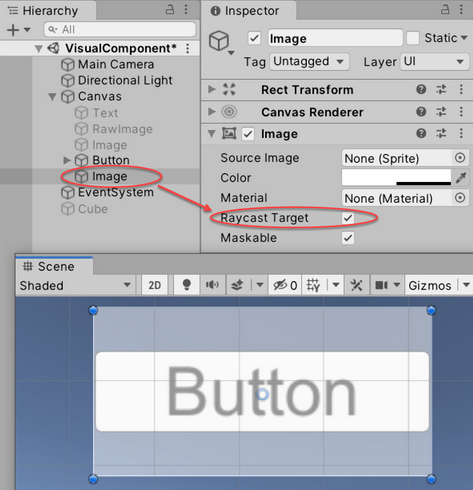 Hierarchy
All
VisualComponent*
Main Camera
Directional Light
Canvas
Text
RawImage
Image
Button
Image
EventSystem
Cube
Inspector
Image
Static
Tag Untagged Layer UI
Rect Transform
Canvas Renderer
Image
Source Image None (Sprite)
Color
Material None (Material)
Raycast Target
Maskable
Scene
Shaded 2D 0 Gizmos
Button